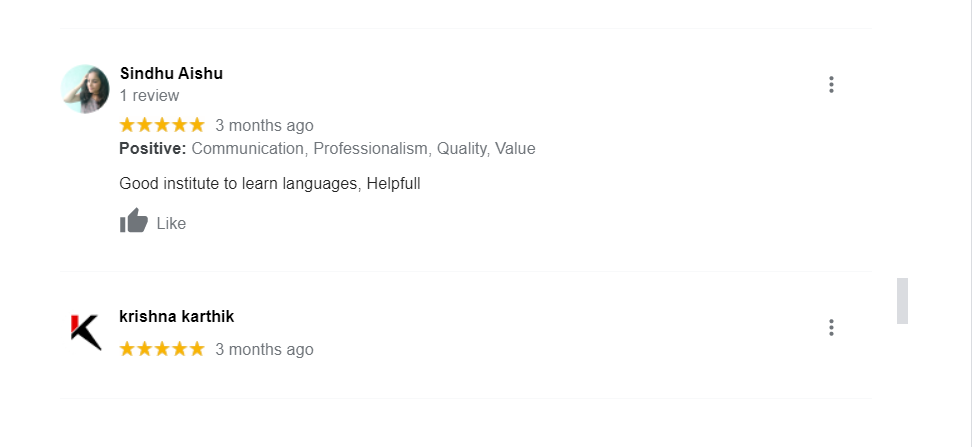 Sindhu Aishu
1 review
3 months ago
Positive: Communication, Professionalism, Quality, Value
Good institute to learn languages, Helpfull
Like
krishna karthik
3 months ago